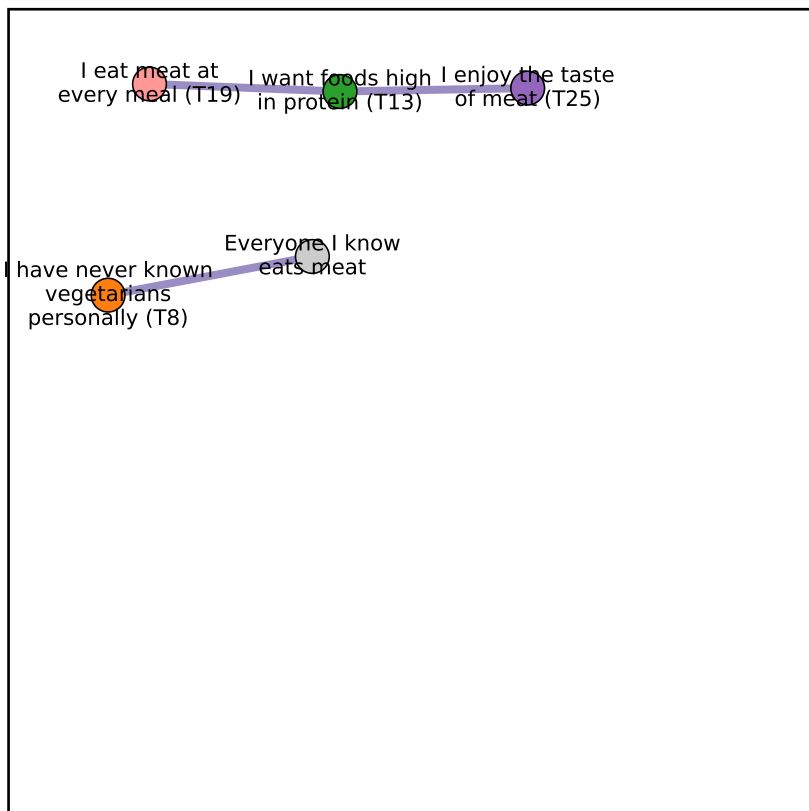 I eat meat at
every meal (T19)
I want foods high
in protein (T13)
I enjoy the taste
of meat (T25)
Everyone I know
eats meat
I have never known
vegetarians
personally (T8)